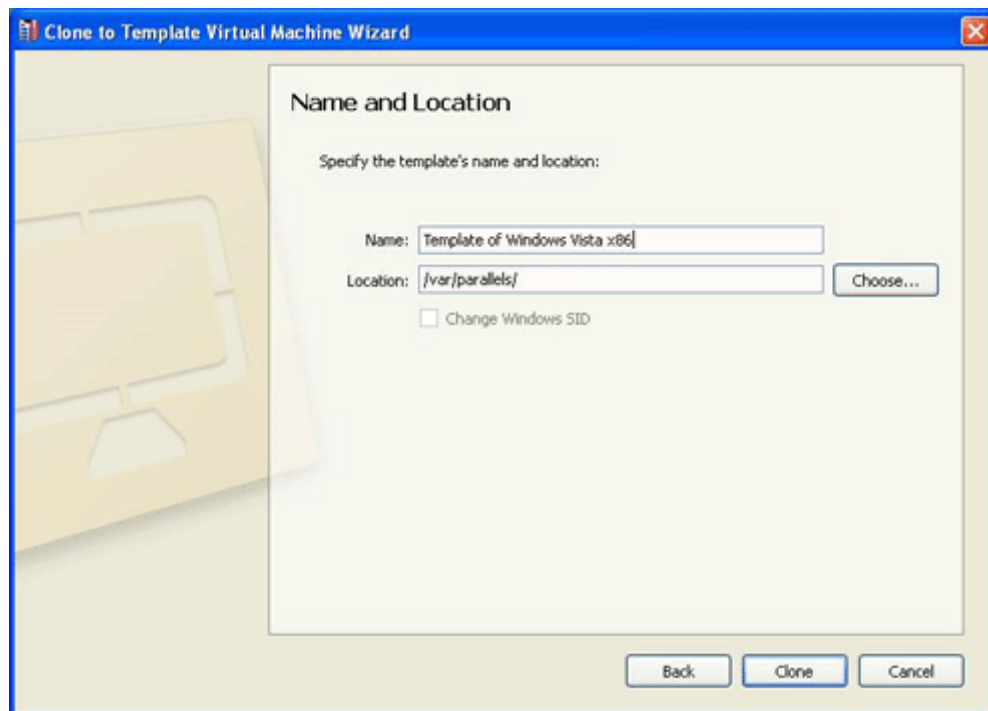 Clone to Template Virtual Machine Wizard
Name and Location
Specify the template's name and location:
Name: Template of Windows Vista x86
Location: /var/parallels/ Choose...
Change Windows SID
Back Clone Cancel